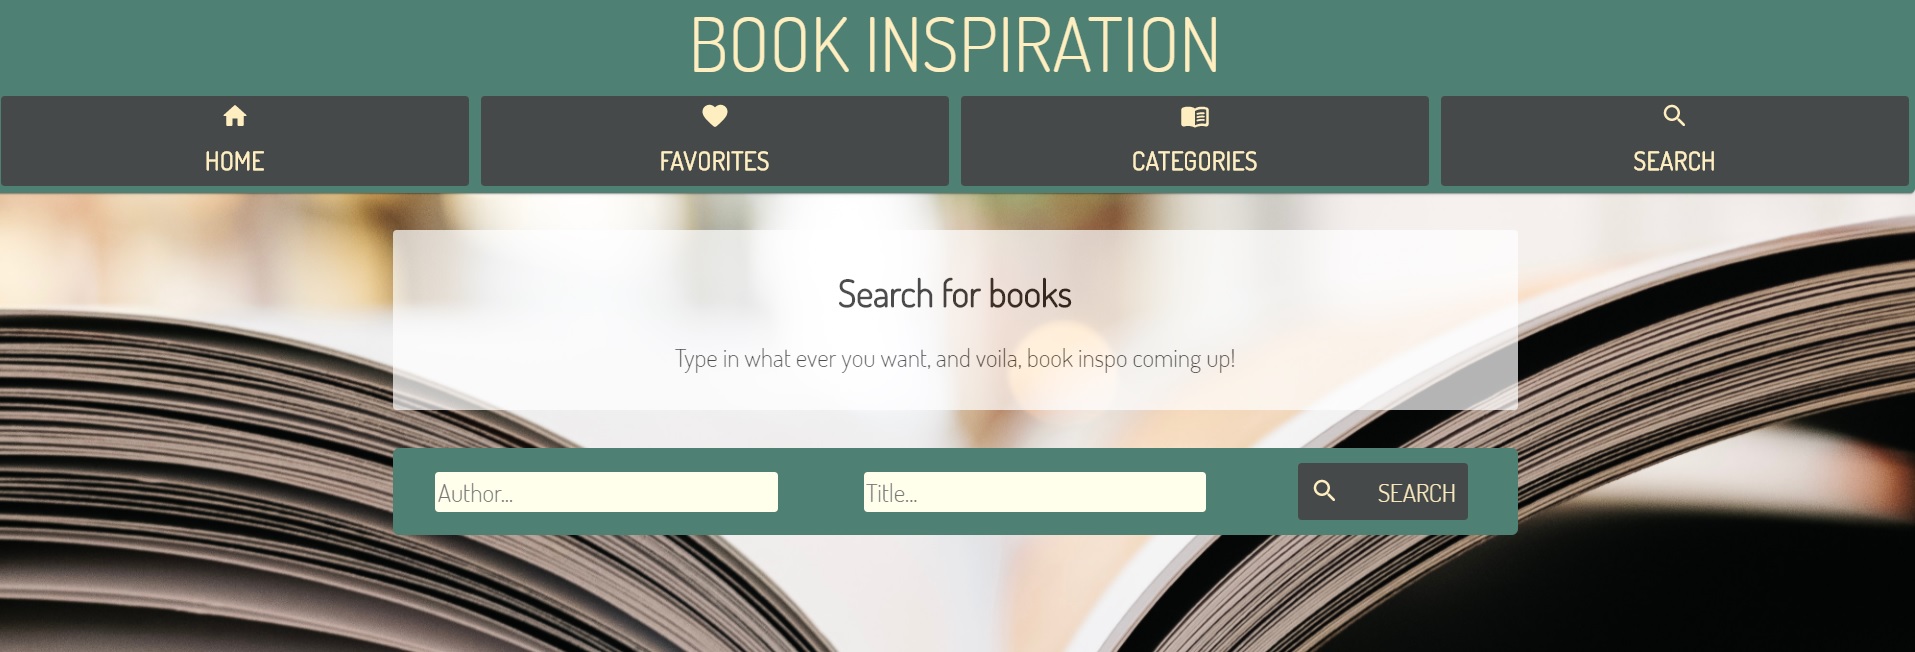 BOOK INSPIRATION
HOME
FAVORITES
CATEGORIES
SEARCH
Search for books
Type in what ever you want, and voila, book inspo coming up!
Author...
Title...
SEARCH